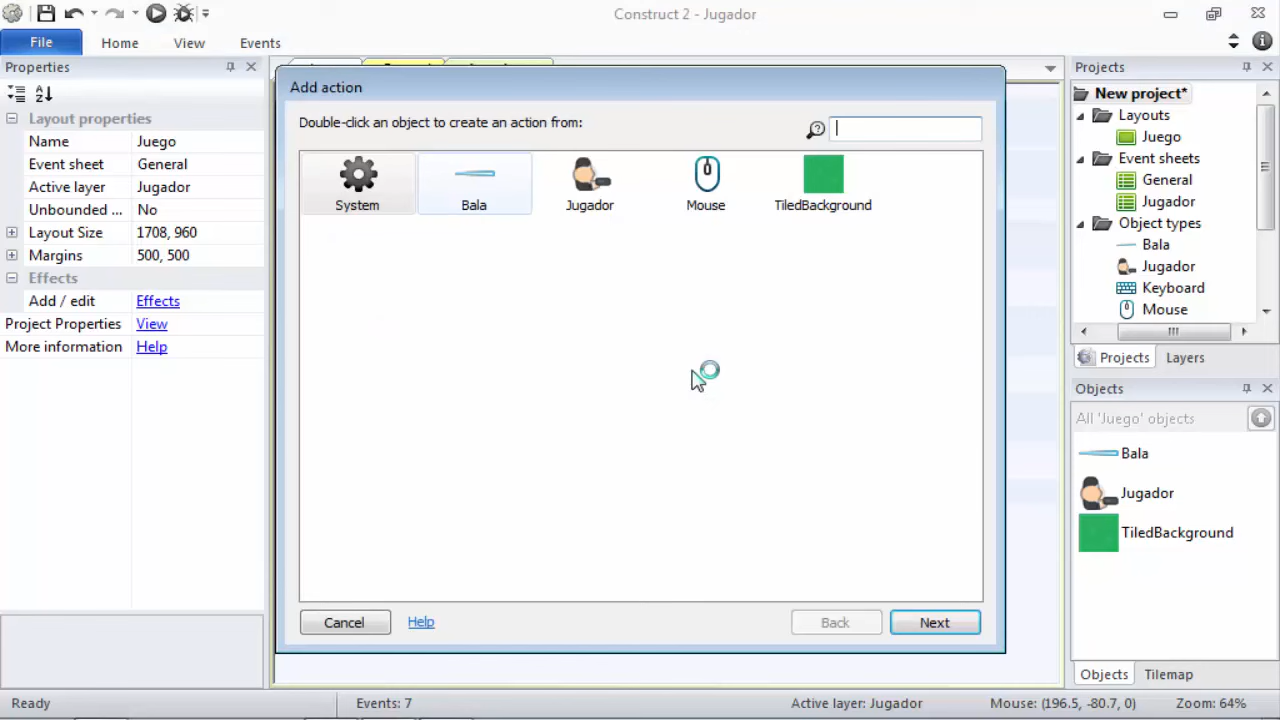 Construct 2 - Jugador
File
Home
View
Events
Properties
Layout properties
Name
Juego
Event sheet
General
Active layer
Jugador
Unbounded ...
No
Layout Size
1708, 960
Margins
500, 500
Effects
Add / edit
Effects
Project Properties
View
More information
Help
Add action
Double-click an object to create an action from:
System
Bala
Jugador
Mouse
TiledBackground
Cancel
Help
Back
Next
Projects
New project*
Layouts
Juego
Event sheets
General
Jugador
Object types
Bala
Jugador
Keyboard
Mouse
Projects
Layers
Objects
All 'Juego' objects
Bala
Jugador
TiledBackground
Objects
Tilemap
Ready
Events: 7
Active layer: Jugador
Mouse: (196.5, -80.7, 0)
Zoom: 64%